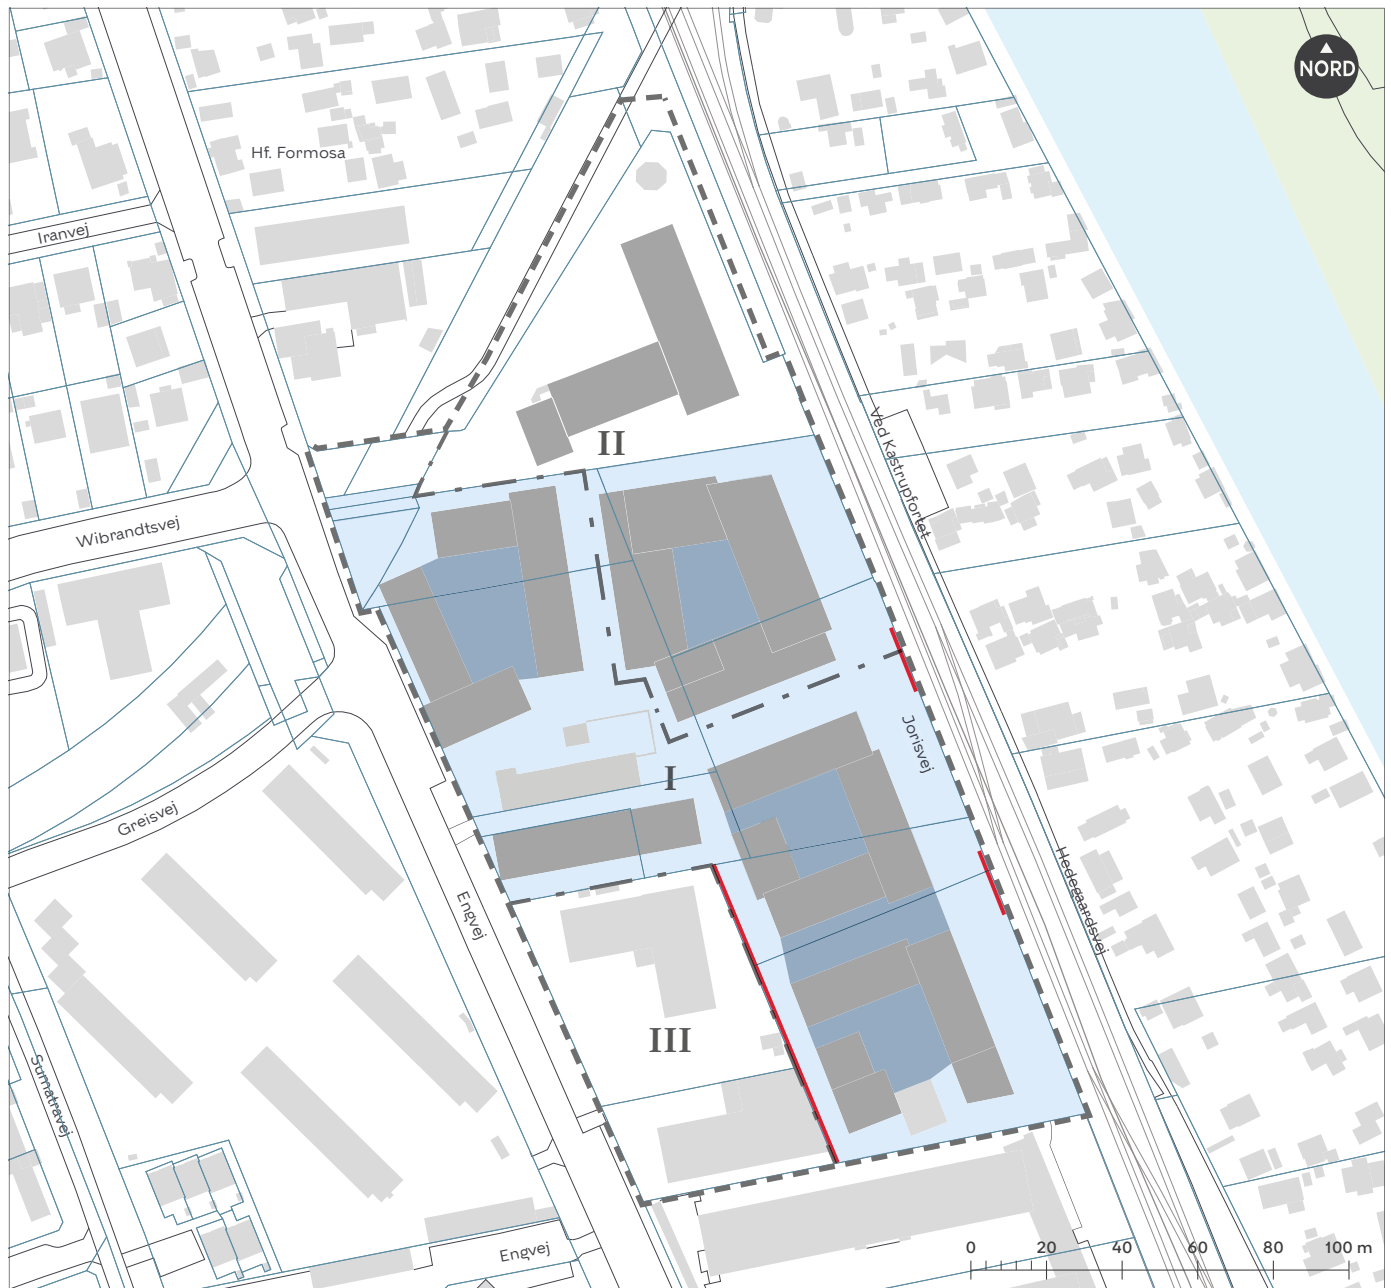 NORD
Hf. Formosa
Iranvej
Ved Kastrupfortet
II
Wibrandtsvej
Jorisvej
I
Greisvej
Hedegaardsvej
Engvej
III
Sumatravej
Engvej
0 20 40 60 80 100 m